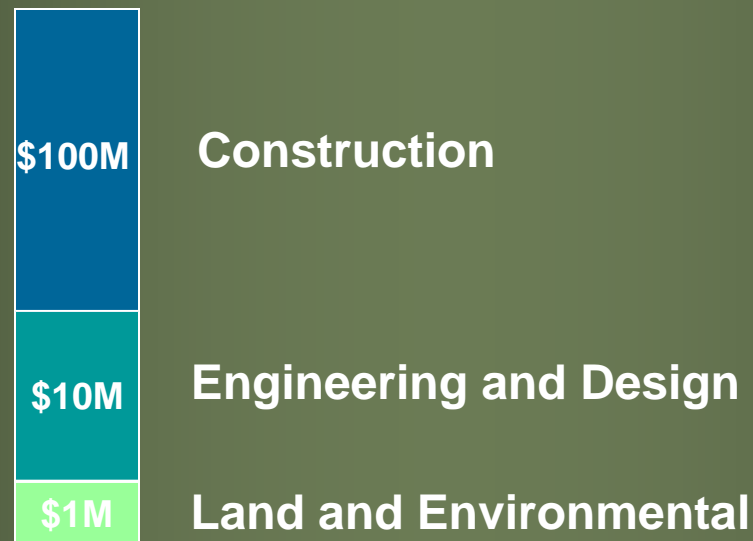 $100M Construction
$10M Engineering and Design
$1M Land and Environmental